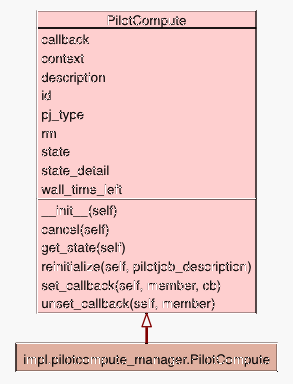 PilotCompute
callback
context
description
id
pj_type
rm
state
state_detail
wall_time_left
__init__(self)
cancel(self)
get_state(self)
reinitialize(self, pilotjob_description)
set_callback(self, member, cb)
unset_callback(self, member)
impl.pilotcompute_manager.PilotCompute